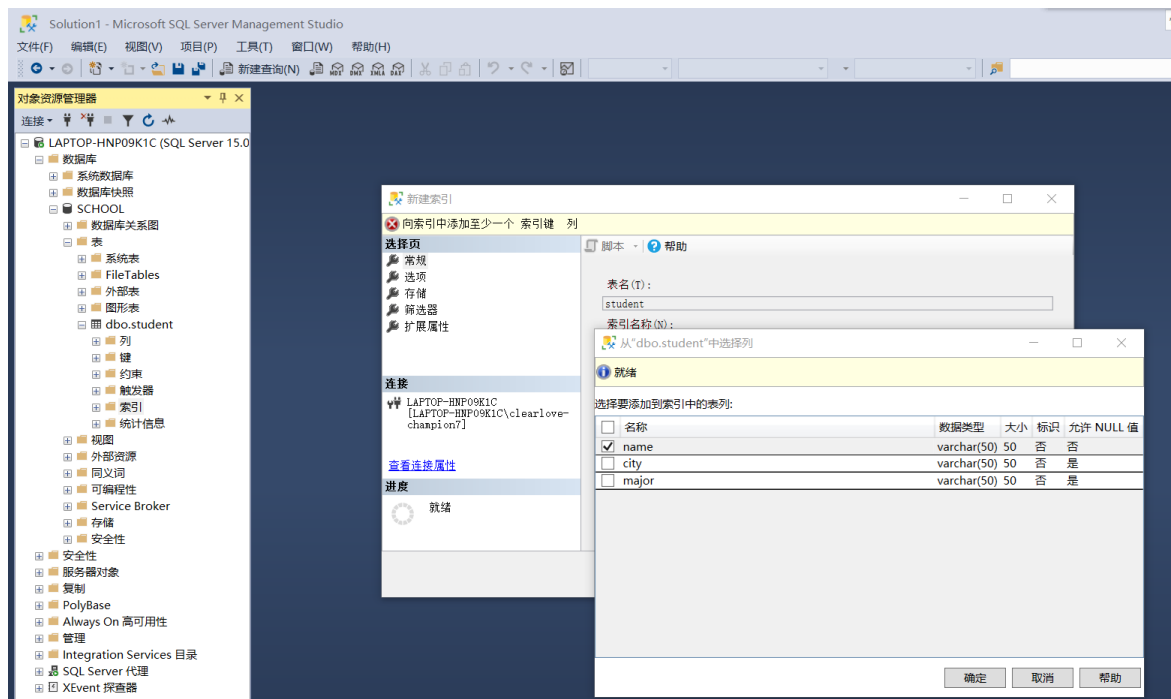 Solution1 - Microsoft SQL Server Management Studio
文件(F) 编辑(E) 视图(V) 项目(P) 工具(T) 窗口(W) 帮助(H)
新建查询(N) MDX DMX XMLA DAX
对象资源管理器
连接
LAPTOP-HNP09K1C (SQL Server 15.0
数据库
系统数据库
数据库快照
SCHOOL
数据库关系图
表
系统表
FileTables
外部表
图形表
dbo.student
列
键
约束
触发器
索引
统计信息
视图
外部资源
同义词
可编程性
Service Broker
存储
安全性
安全性
服务器对象
复制
PolyBase
Always On 高可用性
管理
Integration Services 目录
SQL Server 代理
XEvent 探查器
新建索引
向索引中添加至少一个 索引键 列
选择页
常规
选项
存储
筛选器
扩展属性
连接
LAPTOP-HNP09K1C
[LAPTOP-HNP09K1C\clearlove-
champion7]
查看连接属性
进度
就绪
脚本 帮助
表名(T):
student
索引名称(N):
从"dbo.student"中选择列
就绪
选择要添加到索引中的表列:
名称 数据类型 大小 标识 允许 NULL 值
name varchar(50) 50 否 否
city varchar(50) 50 否 是
major varchar(50) 50 否 是
确定 取消 帮助